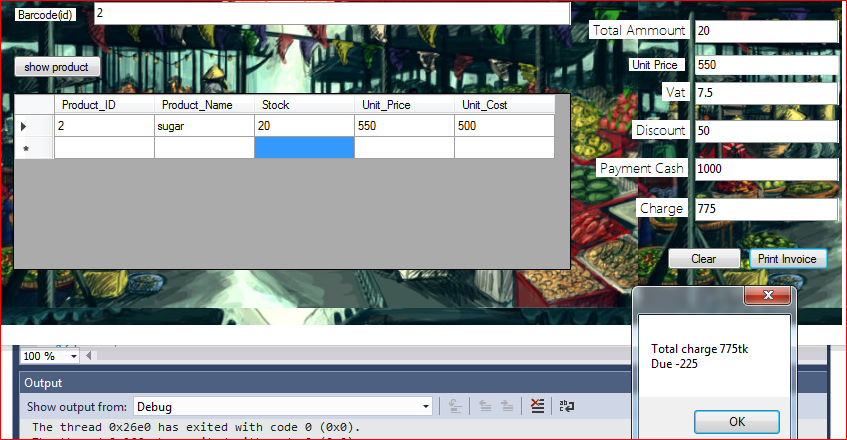 Barcode(id)
2
show product
Product_ID Product_Name Stock Unit_Price Unit_Cost
2 sugar 20 550 500
Total Ammount 20
Unit Price 550
Vat 7.5
Discount 50
Payment Cash 1000
Charge 775
Clear Print Invoice
Total charge 775tk
Due -225
OK
100 %
Output
Show output from: Debug
The thread 0x26e0 has exited with code 0 (0x0).